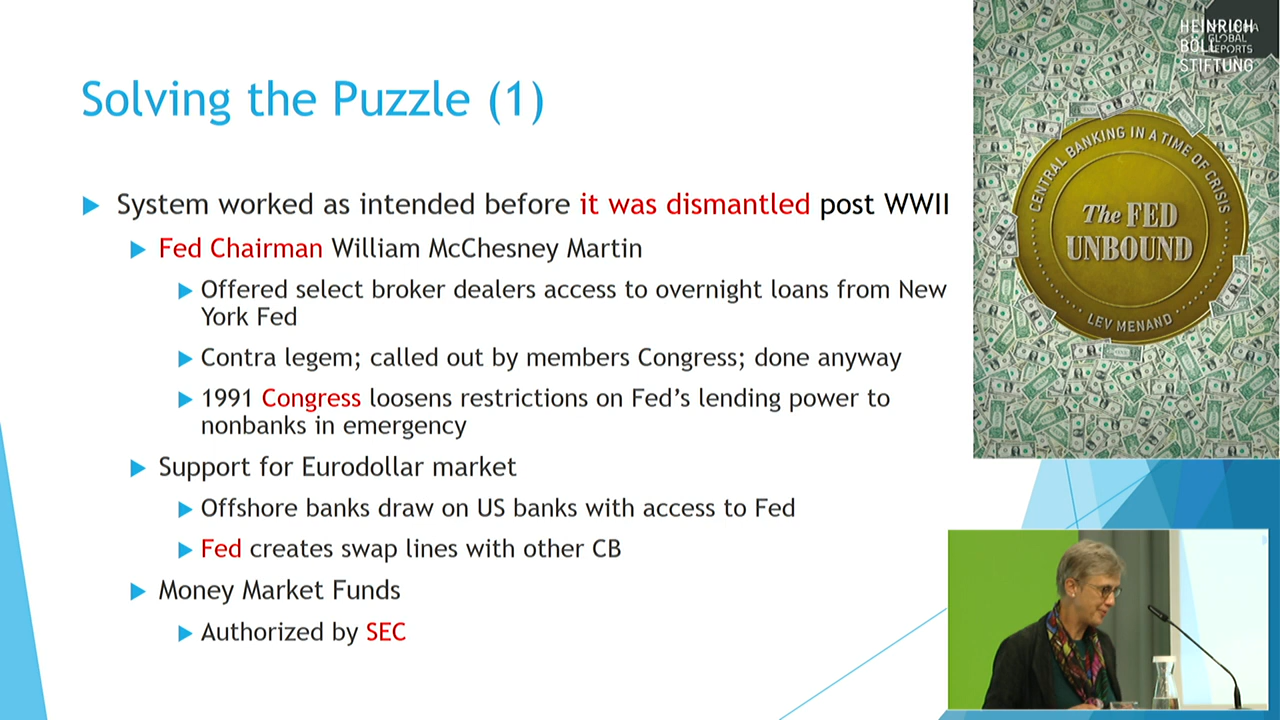 Solving the Puzzle (1)
System worked as intended before it was dismantled post WWII
Fed Chairman William McChesney Martin
Offered select broker dealers access to overnight loans from New
York Fed
Contra legem; called out by members Congress; done anyway
1991 Congress loosens restrictions on Fed's lending power to
nonbanks in emergency
Support for Eurodollar market
Offshore banks draw on US banks with access to Fed
Fed creates swap lines with other CB
Money Market Funds
Authorized by SEC
HEINRICH
BÖLL
STIFTUNG
GLOBAL
REPORTS
CENTRAL BANKING IN A TIME OF CRISIS
The FED
UNBOUND
LEV MENAND